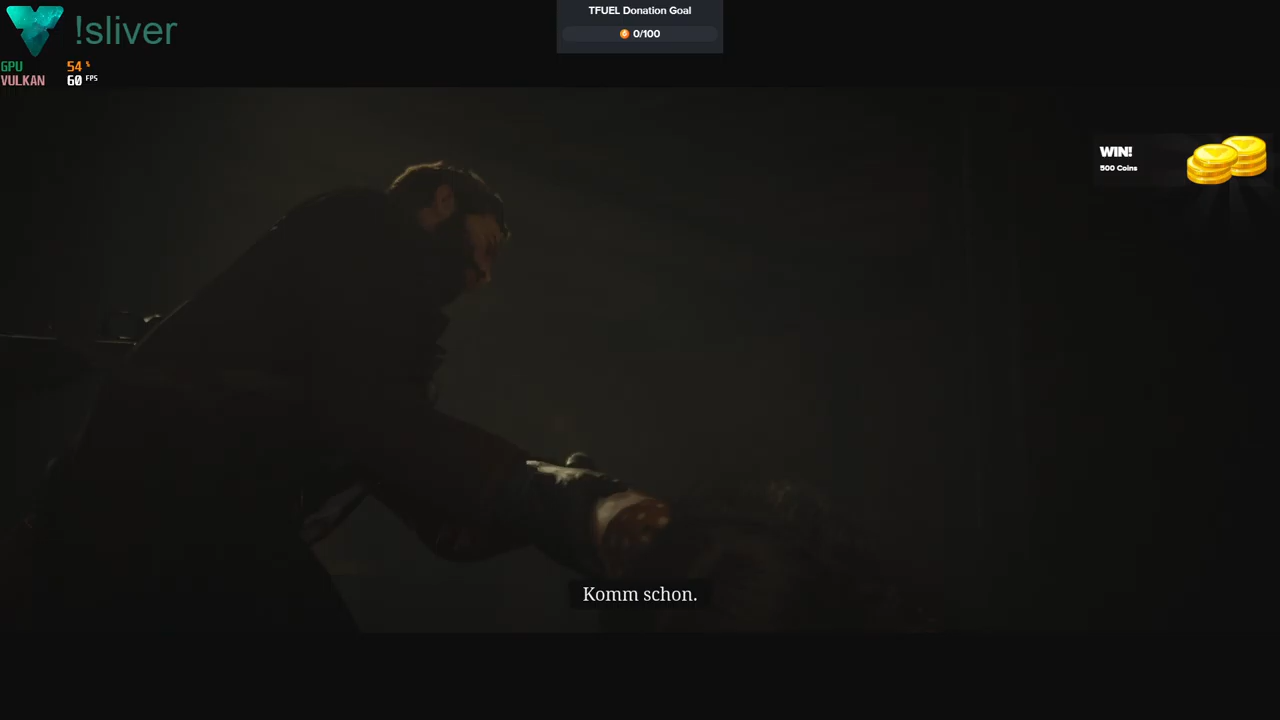 !sliver
TFUEL Donation Goal
0/100
GPU 54 %
VULKAN 60 FPS
WIN!
500 Coins
Komm schon.